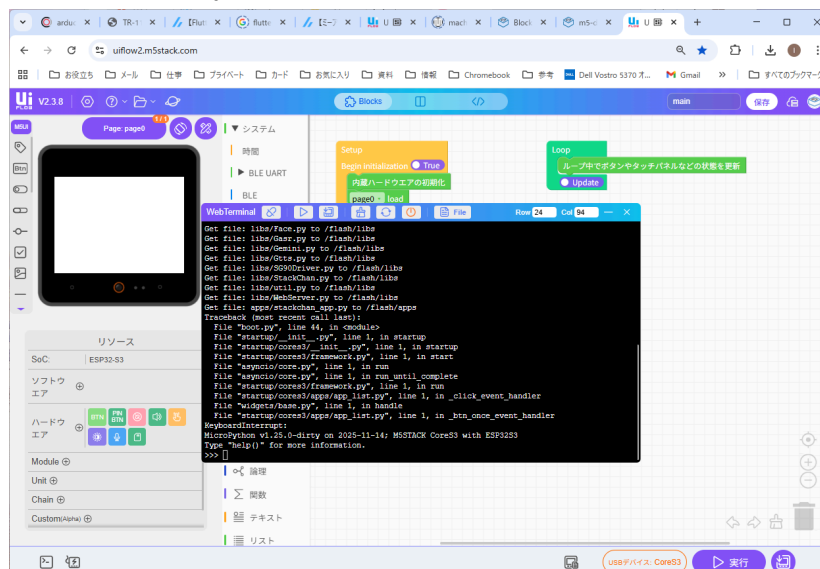 arduc
TR-1
【Flut
flutte
【ミーフ
U
mach
Block
m5-c
U
uiflow2.m5stack.com
お役立ち
メール
仕事
プライベート
カード
お気に入り
資料
情報
Chromebook
参考
Dell Vostro 5370 オ...
Gmail
すべてのブックマーク
Ui
FLOW
V2.3.8
Blocks
</>
main
保存
M5UI
Page: page0
1/1
Btn
システム
時間
BLE UART
BLE
Setup
Begin initialization True
内蔵ハードウエアの初期化
page0 load
Loop
ループ中でボタンやタッチパネルなどの状態を更新
Update
WebTerminal
File
Row 24 Col 94
Get file: libs/Face.py to /flash/libs
Get file: libs/Gasr.py to /flash/libs
Get file: libs/Gemini.py to /flash/libs
Get file: libs/Gtts.py to /flash/libs
Get file: libs/SG90Driver.py to /flash/libs
Get file: libs/StackChan.py to /flash/libs
Get file: libs/util.py to /flash/libs
Get file: libs/WebServer.py to /flash/libs
Get file: apps/stackchan_app.py to /flash/apps
Traceback (most recent call last):
File "boot.py", line 44, in <module>
File "startup/__init__.py", line 1, in startup
File "startup/cores3/__init__.py", line 1, in startup
File "startup/cores3/framework.py", line 1, in start
File "asyncio/core.py", line 1, in run
File "asyncio/core.py", line 1, in run_until_complete
File "startup/cores3/framework.py", line 1, in run
File "startup/cores3/apps/app_list.py", line 1, in _click_event_handler
File "widgets/base.py", line 1, in handle
File "startup/cores3/apps/app_list.py", line 1, in _btn_once_event_handler
KeyboardInterrupt:
MicroPython v1.25.0-dirty on 2025-11-14; M5STACK CoreS3 with ESP32S3
Type "help()" for more information.
>>>
リソース
SoC: ESP32-S3
ソフトウ
エア
ハードウ
エア
BTN
PIN
BTN
Module
Unit
Chain
Custom(Alpha)
論理
関数
テキスト
リスト
USBデバイス: CoreS3
実行